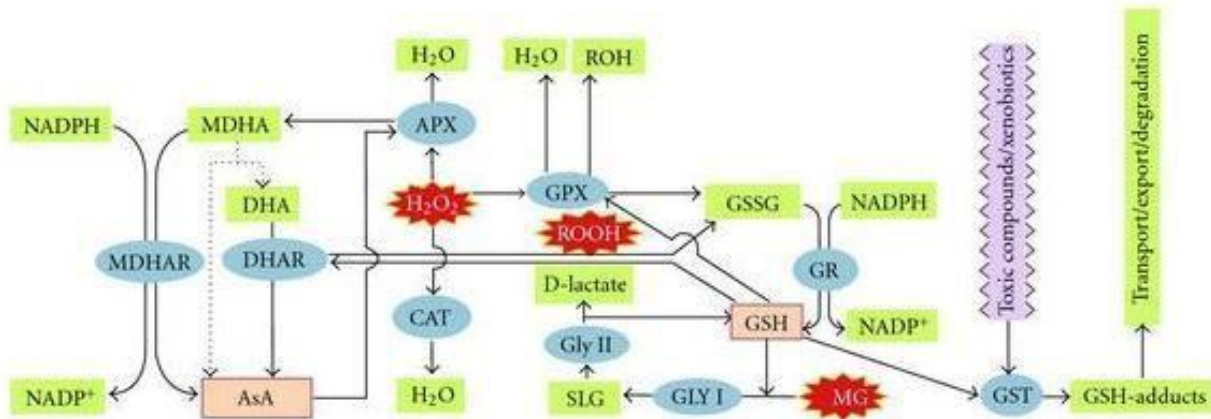 H₂O
H₂O
ROH
NADPH
MDHA
APX
Toxic compounds/xenobiotics
Transport/export/degradation
DHA
H₂O₂
GPX
GSSG
NADPH
ROOH
MDHAR
DHAR
GR
D-lactate
CAT
GSH
NADP⁺
Gly II
NADP⁺
AsA
H₂O
SLG
GLY I
MG
GST
GSH-adducts